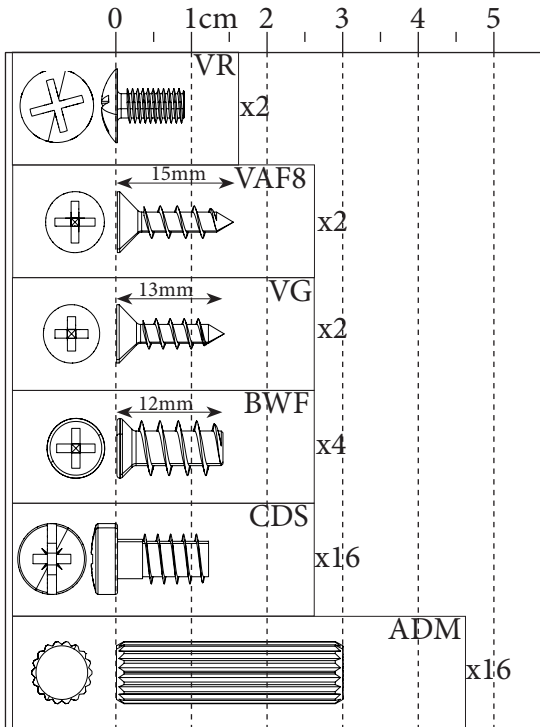 0 1cm 2 3 4 5
VR
x2
15mm VAF8
x2
13mm VG
x2
12mm BWF
x4
CDS
x16
ADM
x16